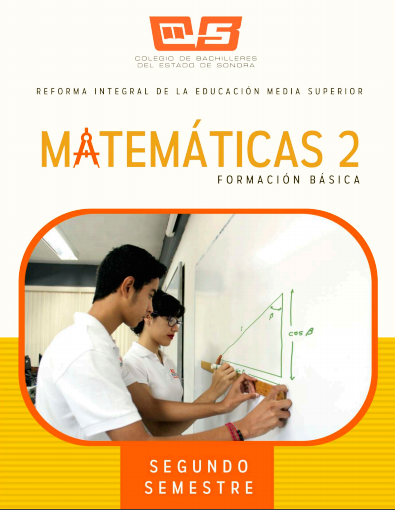 COLEGIO DE BACHILLERES
DEL ESTADO DE SONORA
REFORMA INTEGRAL DE LA EDUCACIÓN MEDIA SUPERIOR
MATEMÁTICAS 2
FORMACIÓN BÁSICA
β
cos β
SEGUNDO
SEMESTRE